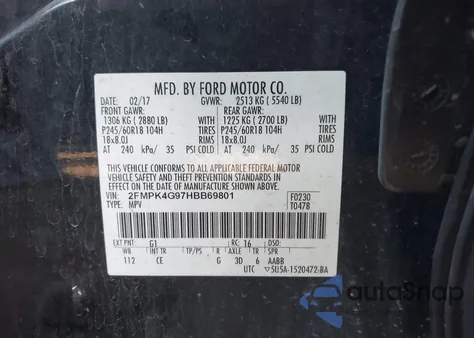 MFD. BY FORD MOTOR CO.
DATE: 02/17 GVWR: 2513 KG ( 5540 LB)
FRONT GAWR: REAR GAWR:
1306 KG ( 2880 LB) WITH 1225 KG ( 2700 LB) WITH
P245/60R18 104H P245/60R18 104H
18x8.0J 18x8.0J
AT 240 kPa/ 35 PSI COLD AT 240 kPa/ 35 PSI COLD
THIS VEHICLE CONFORMS TO ALL APPLICABLE FEDERAL MOTOR
VEHICLE SAFETY AND THEFT PREVENTION STANDARDS IN
EFFECT ON THE DATE OF MANUFACTURE SHOWN ABOVE.
VIN: 2FMPK4G97HBB69801 F0230
TYPE: MPV T0478
EXT PNT: G1 RC: 16 DSO:
WB INT TR TP/PS R AXLE TR SPR
112 CE G 3D 6 AABB
UTC 5U5A-1520472-BA
autoSnap